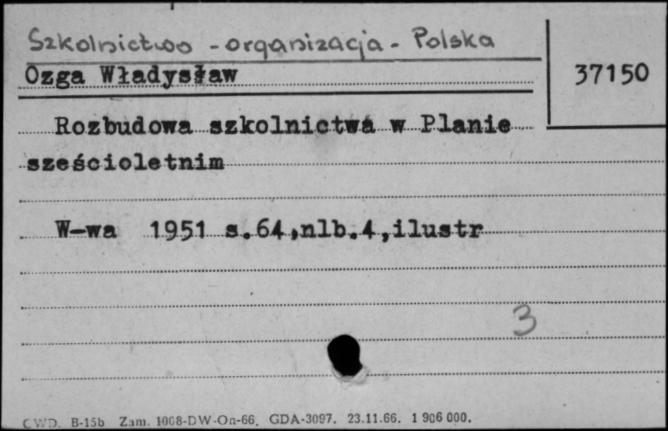 Szkolnictwo - organizacja - Polska
Ozga Władysław
37150
Rozbudowa szkolnictwa w Planie
sześcioletnim
W-wa 1951 s.64,nlb.4,ilustr
3
CWD. B-15b Zam. 1008-DW-On-66. GDA-3097. 23.11.66. 1 906 000.